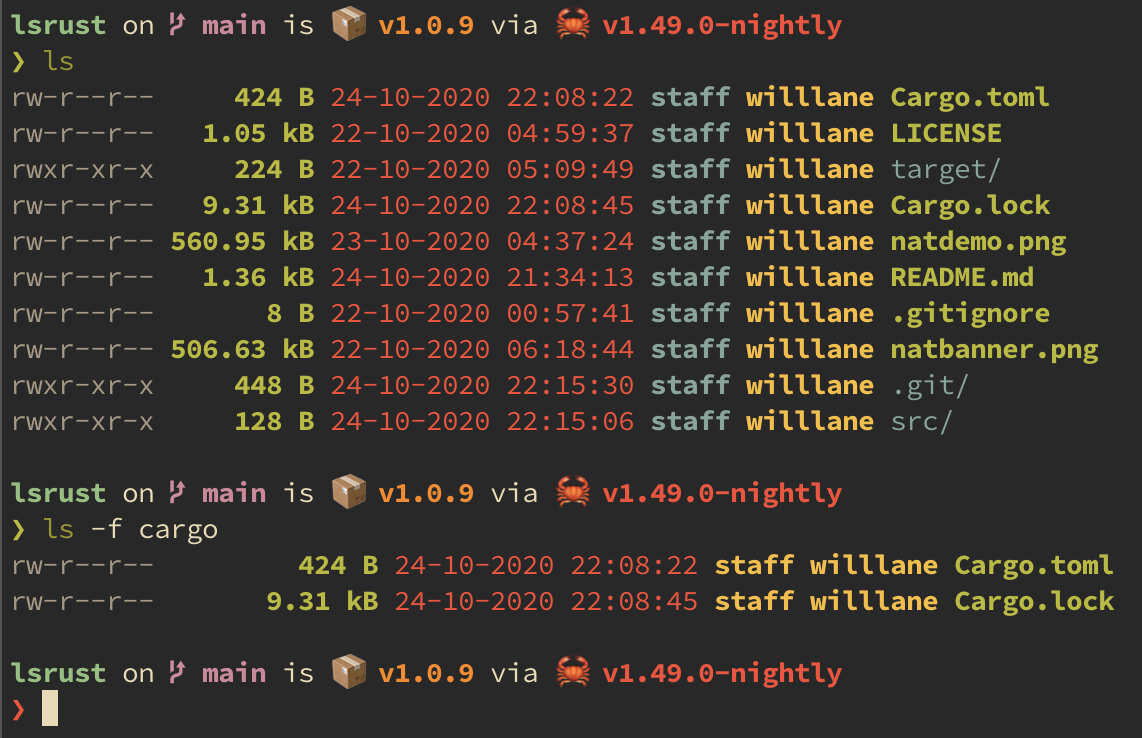 lsrust on main is 📦 v1.0.9 via 🦀 v1.49.0-nightly
❯ ls
rw-r--r-- 424 B 24-10-2020 22:08:22 staff willlane Cargo.toml
rw-r--r-- 1.05 kB 22-10-2020 04:59:37 staff willlane LICENSE
rwxr-xr-x 224 B 22-10-2020 05:09:49 staff willlane target/
rw-r--r-- 9.31 kB 24-10-2020 22:08:45 staff willlane Cargo.lock
rw-r--r-- 560.95 kB 23-10-2020 04:37:24 staff willlane natdemo.png
rw-r--r-- 1.36 kB 24-10-2020 21:34:13 staff willlane README.md
rw-r--r-- 8 B 22-10-2020 00:57:41 staff willlane .gitignore
rw-r--r-- 506.63 kB 22-10-2020 06:18:44 staff willlane natbanner.png
rwxr-xr-x 448 B 24-10-2020 22:15:30 staff willlane .git/
rwxr-xr-x 128 B 24-10-2020 22:15:06 staff willlane src/
lsrust on main is 📦 v1.0.9 via 🦀 v1.49.0-nightly
❯ ls -f cargo
rw-r--r-- 424 B 24-10-2020 22:08:22 staff willlane Cargo.toml
rw-r--r-- 9.31 kB 24-10-2020 22:08:45 staff willlane Cargo.lock
lsrust on main is 📦 v1.0.9 via 🦀 v1.49.0-nightly
❯